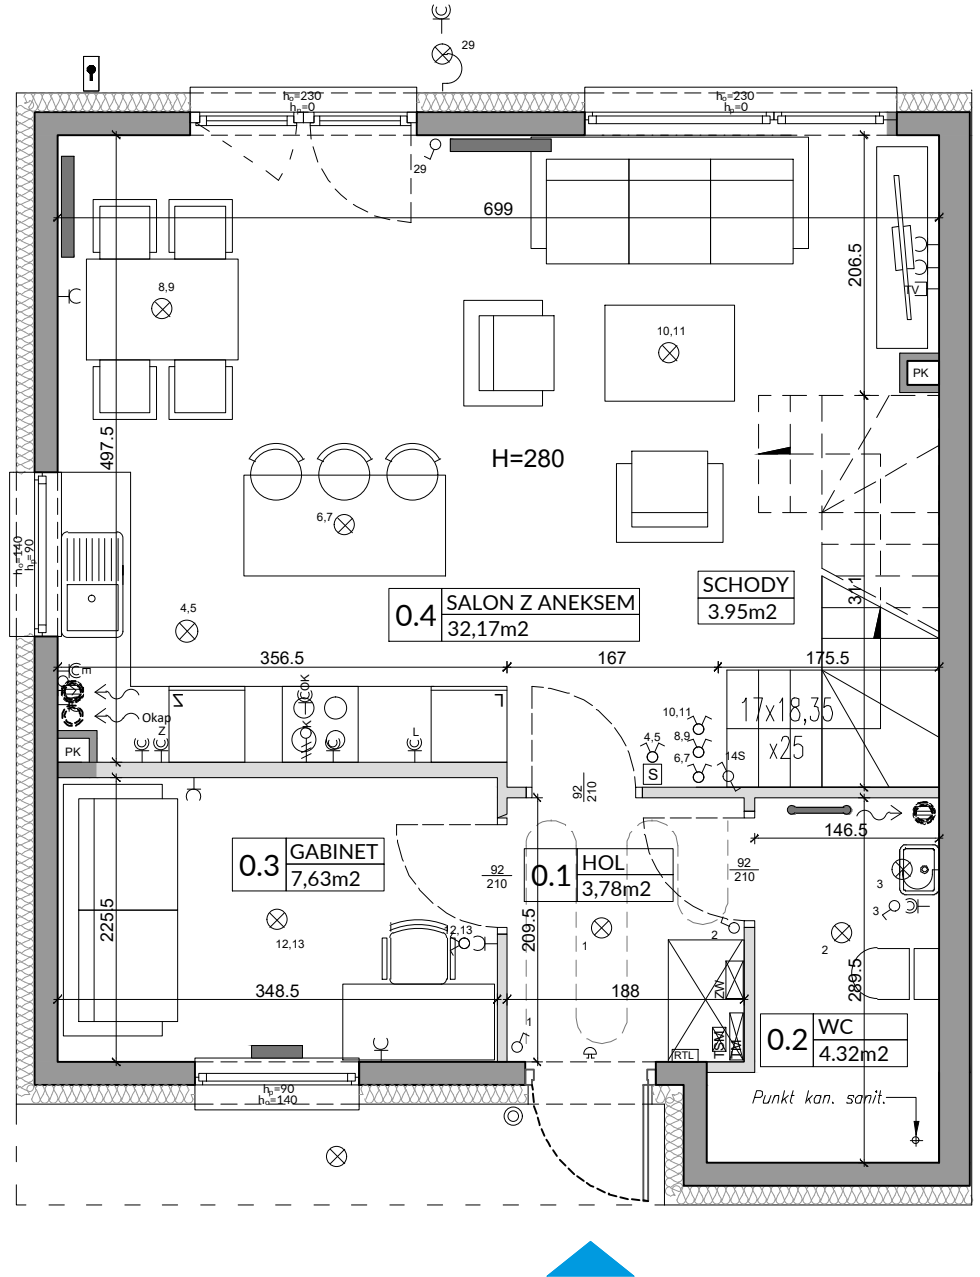 29
h₀=230
hₚ=0
h₀=230
hₚ=0
29
699
206.5
8,9
TV
10,11
PK
497.5
H=280
6,7
h₀=140
hₚ=90
SCHODY
3.95m2
311
0.4
SALON Z ANEKSEM
32,17m2
4,5
356.5
167
175.5
E
OK
Okap
Z
K
L
PK
10,11
8,9
4,5
6,7
14S
S
17x18,35
x25
92
210
146.5
0.3
GABINET
7,63m2
92
210
0.1
HOL
3,78m2
92
210
3
3
225.5
12,13
12,13
209.5
1
2
2
289.5
348.5
188
ZW
TSM
TM
RTL
1
0.2
WC
4.32m2
hₚ=90
h₀=140
Punkt kan. sanit.